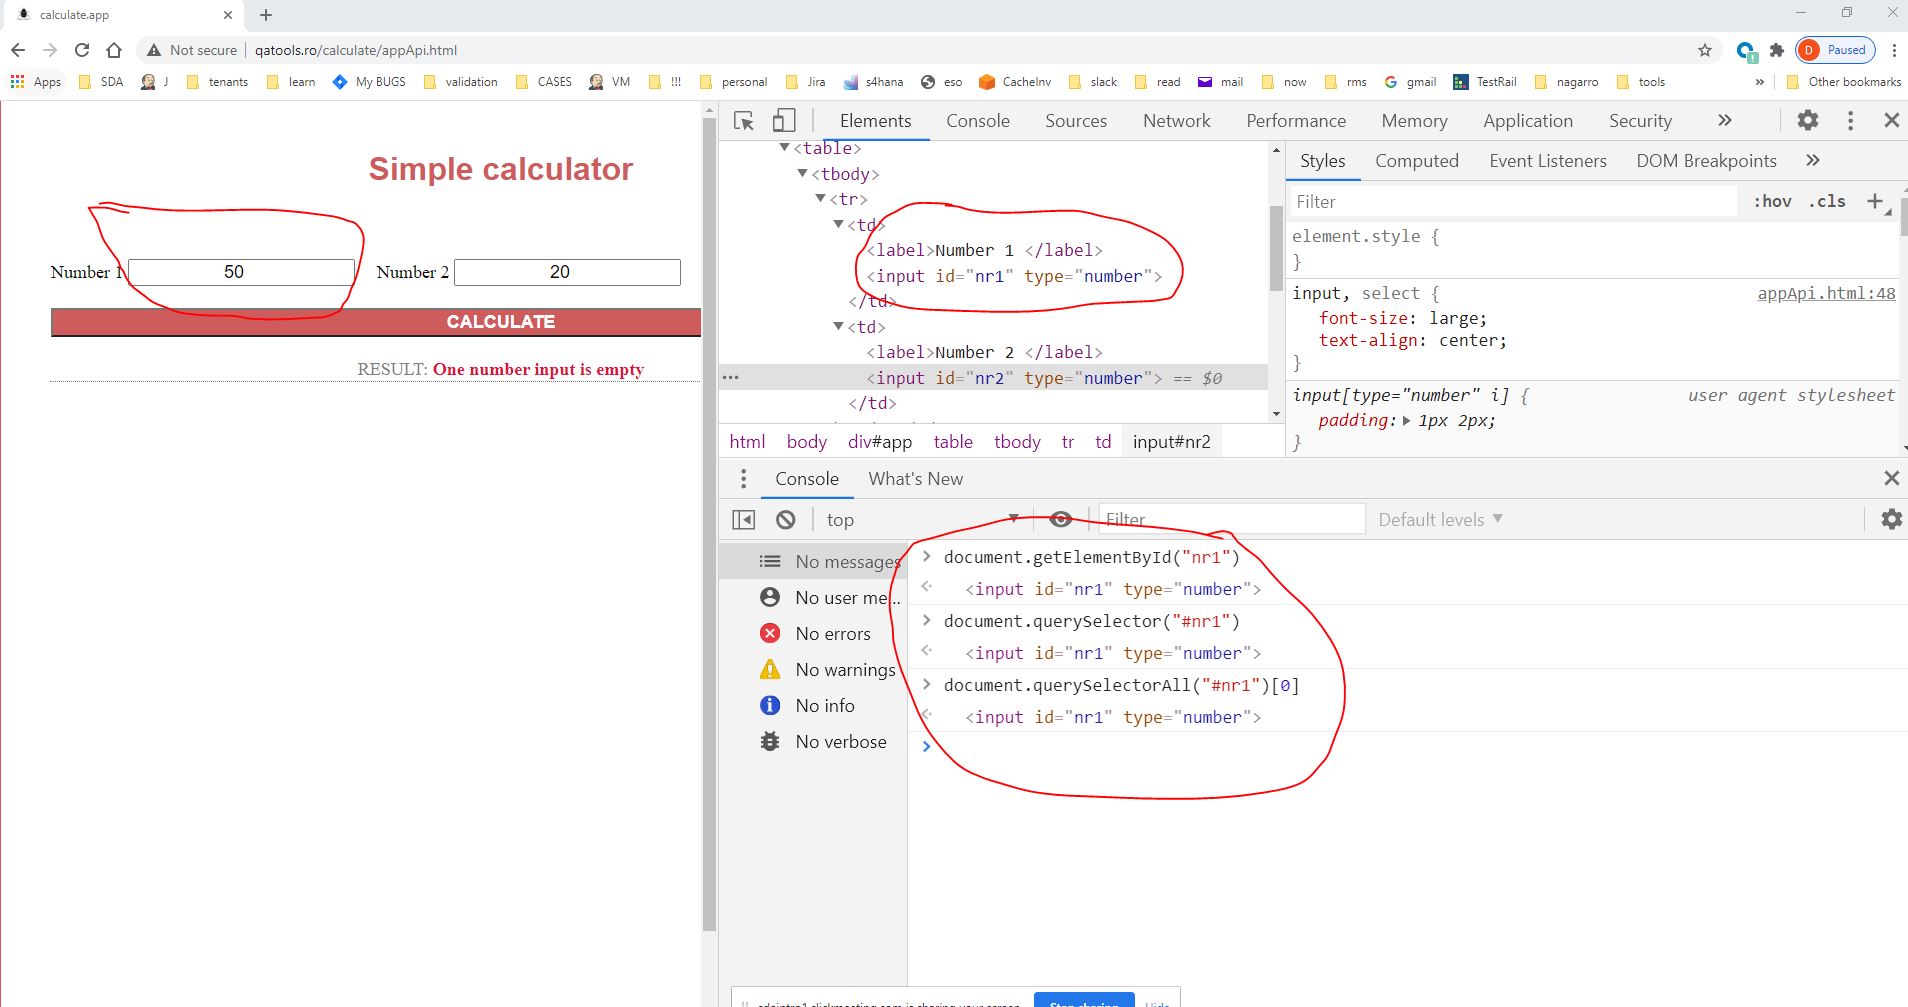 calculate.app
Not secure
qatools.ro/calculate/appApi.html
D Paused
Apps SDA J tenants learn My BUGS validation CASES VM !!! personal Jira s4hana eso CacheInv slack read mail now rms gmail TestRail nagarro tools » Other bookmarks
Simple calculator
Number 1 50 Number 2 20
CALCULATE
RESULT: One number input is empty
Elements Console Sources Network Performance Memory Application Security »
<table>
<tbody>
<tr>
<td>
<label>Number 1 </label>
<input id="nr1" type="number">
</td>
<td>
<label>Number 2 </label>
<input id="nr2" type="number"> == $0
</td>
html body div#app table tbody tr td input#nr2
Styles Computed Event Listeners DOM Breakpoints »
Filter :hov .cls +
element.style {
}
input, select { appApi.html:48
font-size: large;
text-align: center;
}
input[type="number" i] { user agent stylesheet
padding: 1px 2px;
}
Console What's New
top Filter Default levels
No messages
No user me...
No errors
No warnings
No info
No verbose
> document.getElementById("nr1")
<input id="nr1" type="number">
> document.querySelector("#nr1")
<input id="nr1" type="number">
> document.querySelectorAll("#nr1")[0]
<input id="nr1" type="number">
>
Stop sharing Hide